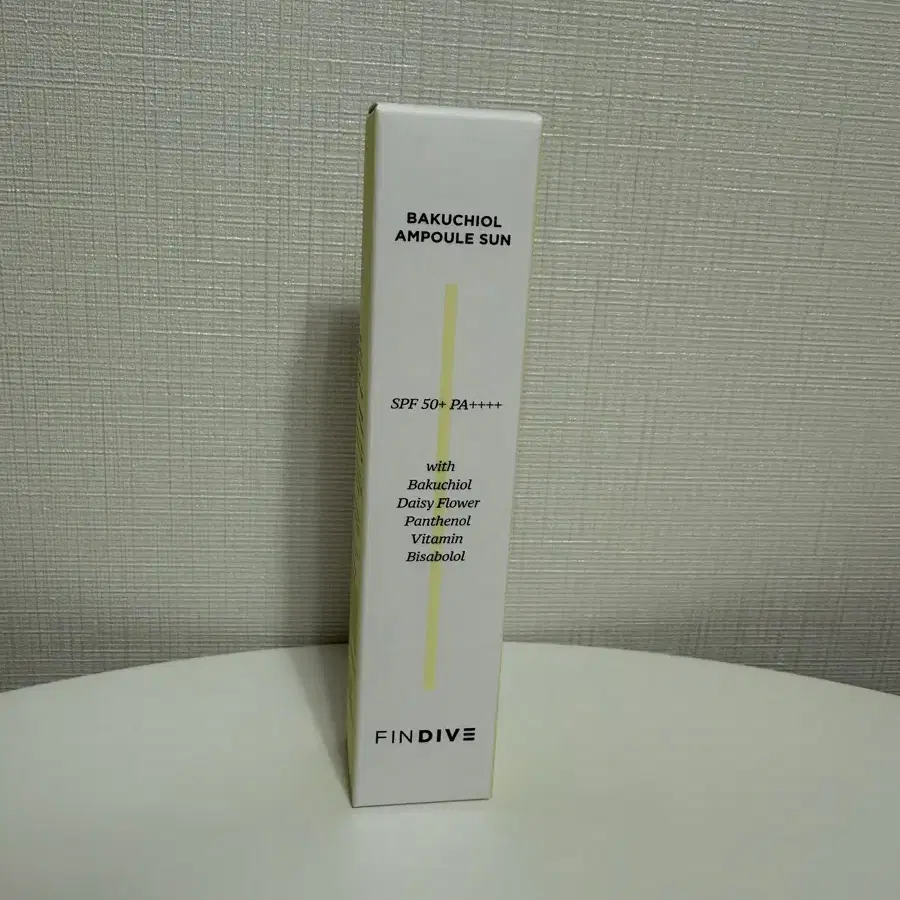 BAKUCHIOL
AMPOULE SUN
SPF 50+ PA++++
with
Bakuchiol
Daisy Flower
Panthenol
Vitamin
Bisabolol
FINDIVE